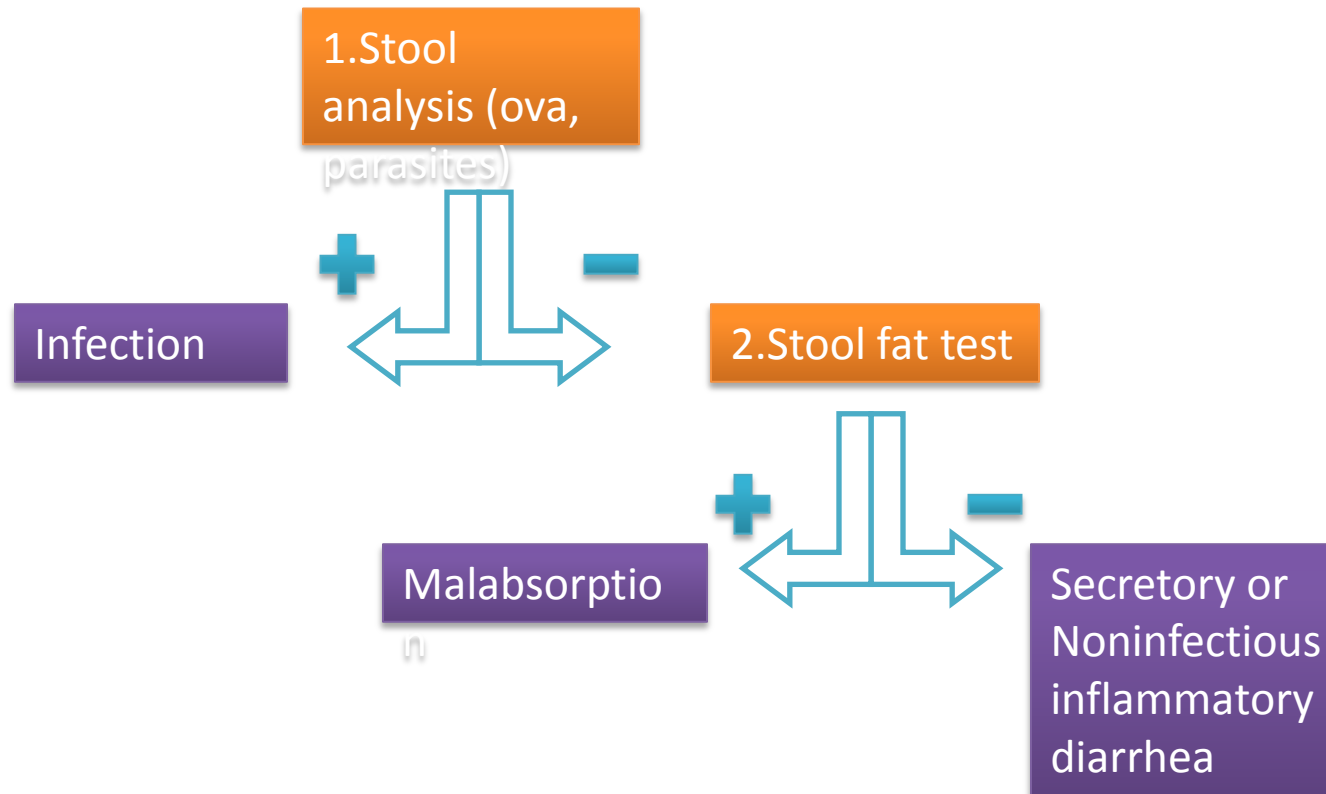 1.Stool
analysis (ova,
parasites)
Infection
2.Stool fat test
Malabsorptio
n
Secretory or
Noninfectious
inflammatory
diarrhea